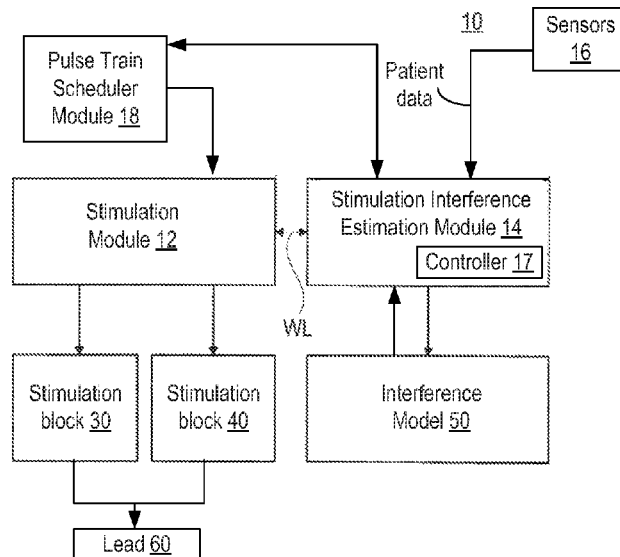 10
Sensors
16
Pulse Train
Scheduler
Module 18
Patient
data
Stimulation
Module 12
Stimulation Interference
Estimation Module 14
Controller 17
WL
Stimulation
block 30
Stimulation
block 40
Interference
Model 50
Lead 60